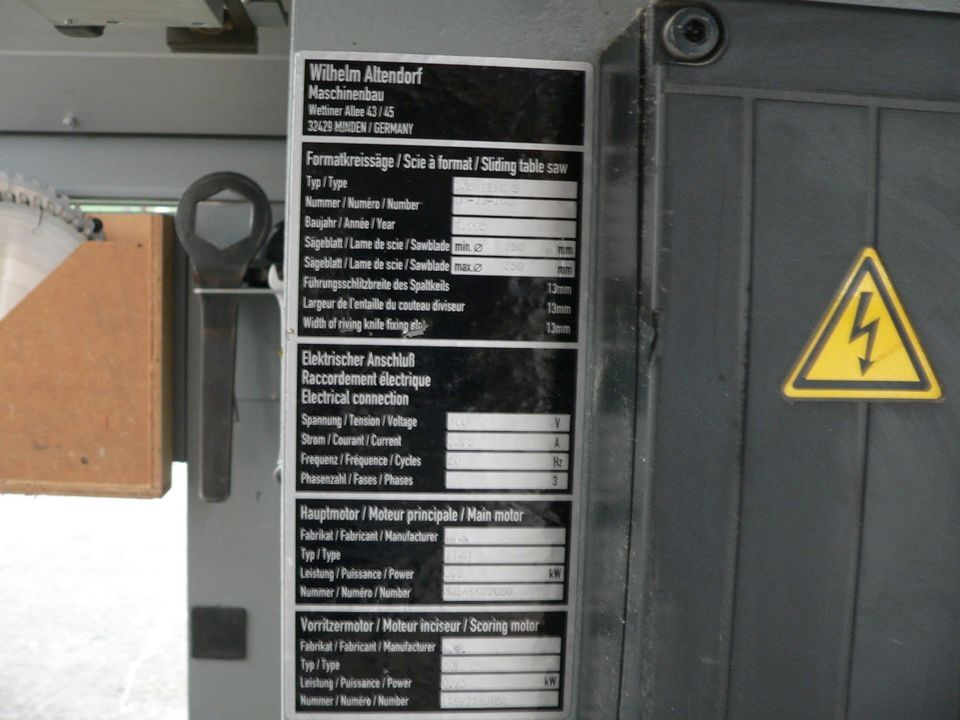 Wilhelm Altendorf
Maschinenbau
Wettiner Allee 43 / 45
32429 MINDEN / GERMANY
Formatkreissäge / Scie à format / Sliding table saw
Typ / Type
Nummer / Numéro / Number
Baujahr / Année / Year
Sägeblatt / Lame de scie / Sawblade min. ⌀ 250 mm
Sägeblatt / Lame de scie / Sawblade max. ⌀ mm
Führungsschlitzbreite des Spaltkeils 13mm
Largeur de l'entaille du couteau diviseur 13mm
Width of riving knife fixing 13mm
Elektrischer Anschluß
Raccordement électrique
Electrical connection
Spannung / Tension / Voltage V
Strom / Courant / Current A
Frequenz / Fréquence / Cycles Hz
Phasenzahl / Fases / Phases 3
Hauptmotor / Moteur principale / Main motor
Fabrikat / Fabricant / Manufacturer
Typ / Type
Leistung / Puissance / Power kW
Nummer / Numéro / Number
Vorritzermotor / Moteur inciseur / Scoring motor
Fabrikat / Fabricant / Manufacturer
Typ / Type
Leistung / Puissance / Power kW
Nummer / Numéro / Number